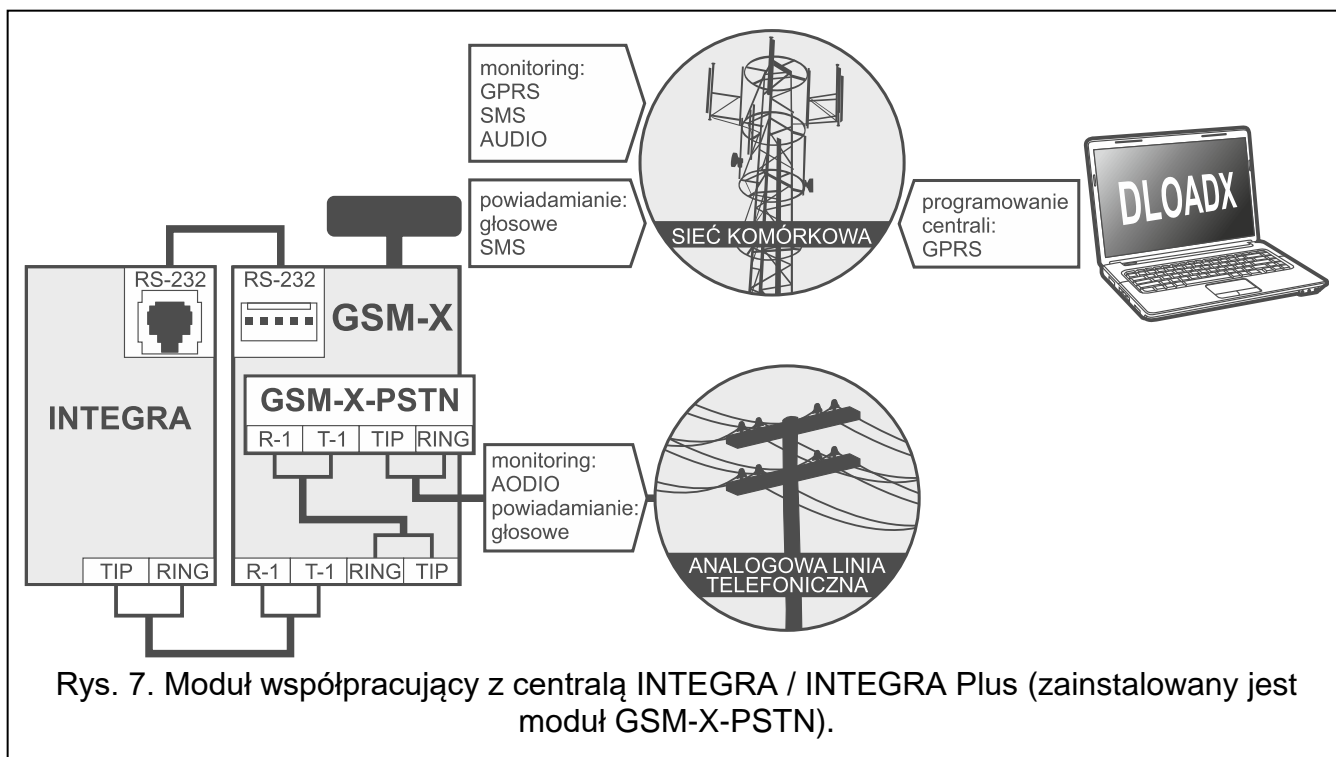 monitoring:
GPRS
SMS
AUDIO
powiadamianie:
głosowe
SMS
SIEĆ KOMÓRKOWA
programowanie
centrali:
GPRS
DLOADX
RS-232
RS-232
GSM-X
INTEGRA
GSM-X-PSTN
R-1 T-1 TIP RING
monitoring:
AODIO
powiadamianie:
głosowe
ANALOGOWA LINIA
TELEFONICZNA
TIP RING
R-1 T-1 RING TIP
Rys. 7. Moduł współpracujący z centralą INTEGRA / INTEGRA Plus (zainstalowany jest
moduł GSM-X-PSTN).